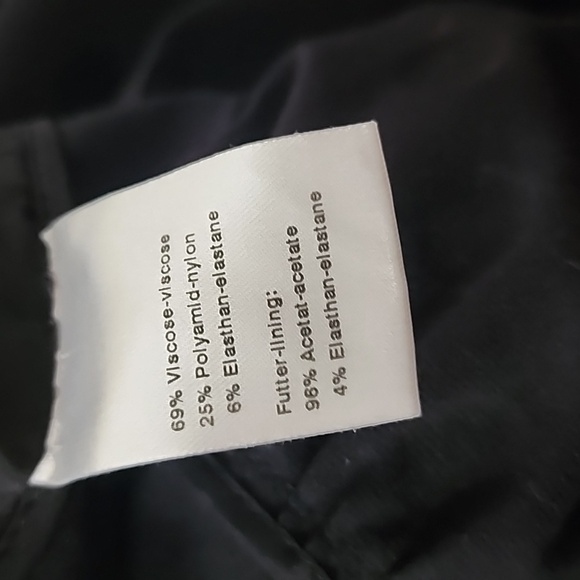 69% Viscose-viscose
25% Polyamid-nylon
6% Elasthan-elastane
Futter-lining:
96% Acetat-acetate
4% Elasthan-elastane